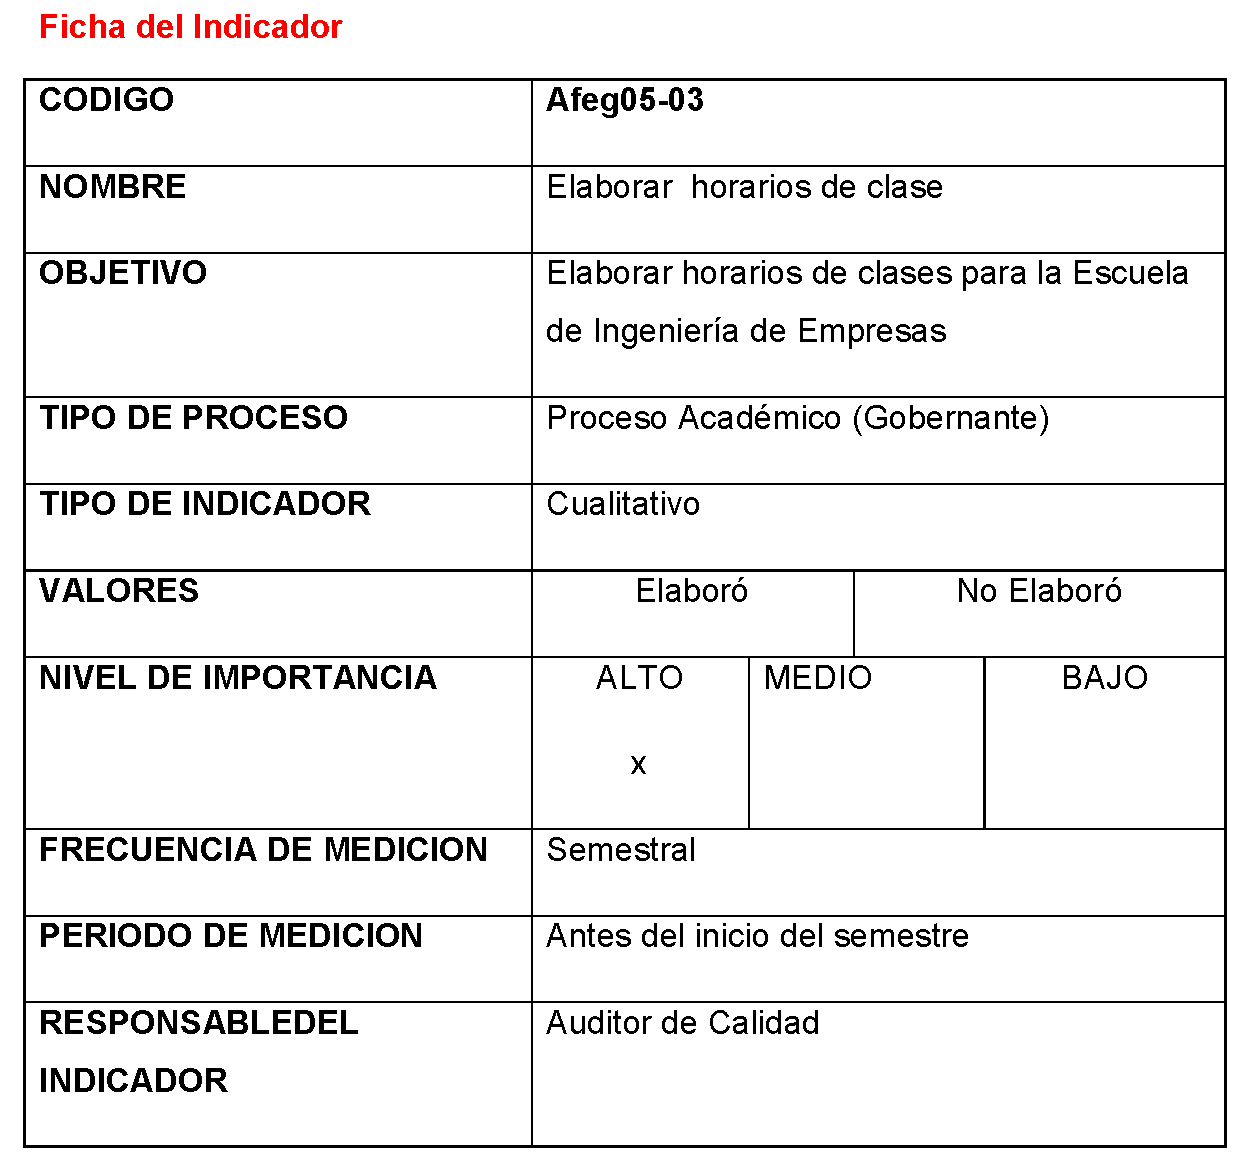 Ficha del Indicador
CODIGO Afeg05-03
NOMBRE Elaborar  horarios de clase
OBJETIVO Elaborar horarios de clases para la Escuela
de Ingeniería de Empresas
TIPO DE PROCESO Proceso Académico (Gobernante)
TIPO DE INDICADOR Cualitativo
VALORES Elaboró No Elaboró
NIVEL DE IMPORTANCIA ALTO MEDIO BAJO
x
FRECUENCIA DE MEDICION Semestral
PERIODO DE MEDICION Antes del inicio del semestre
RESPONSABLEDEL Auditor de Calidad
INDICADOR